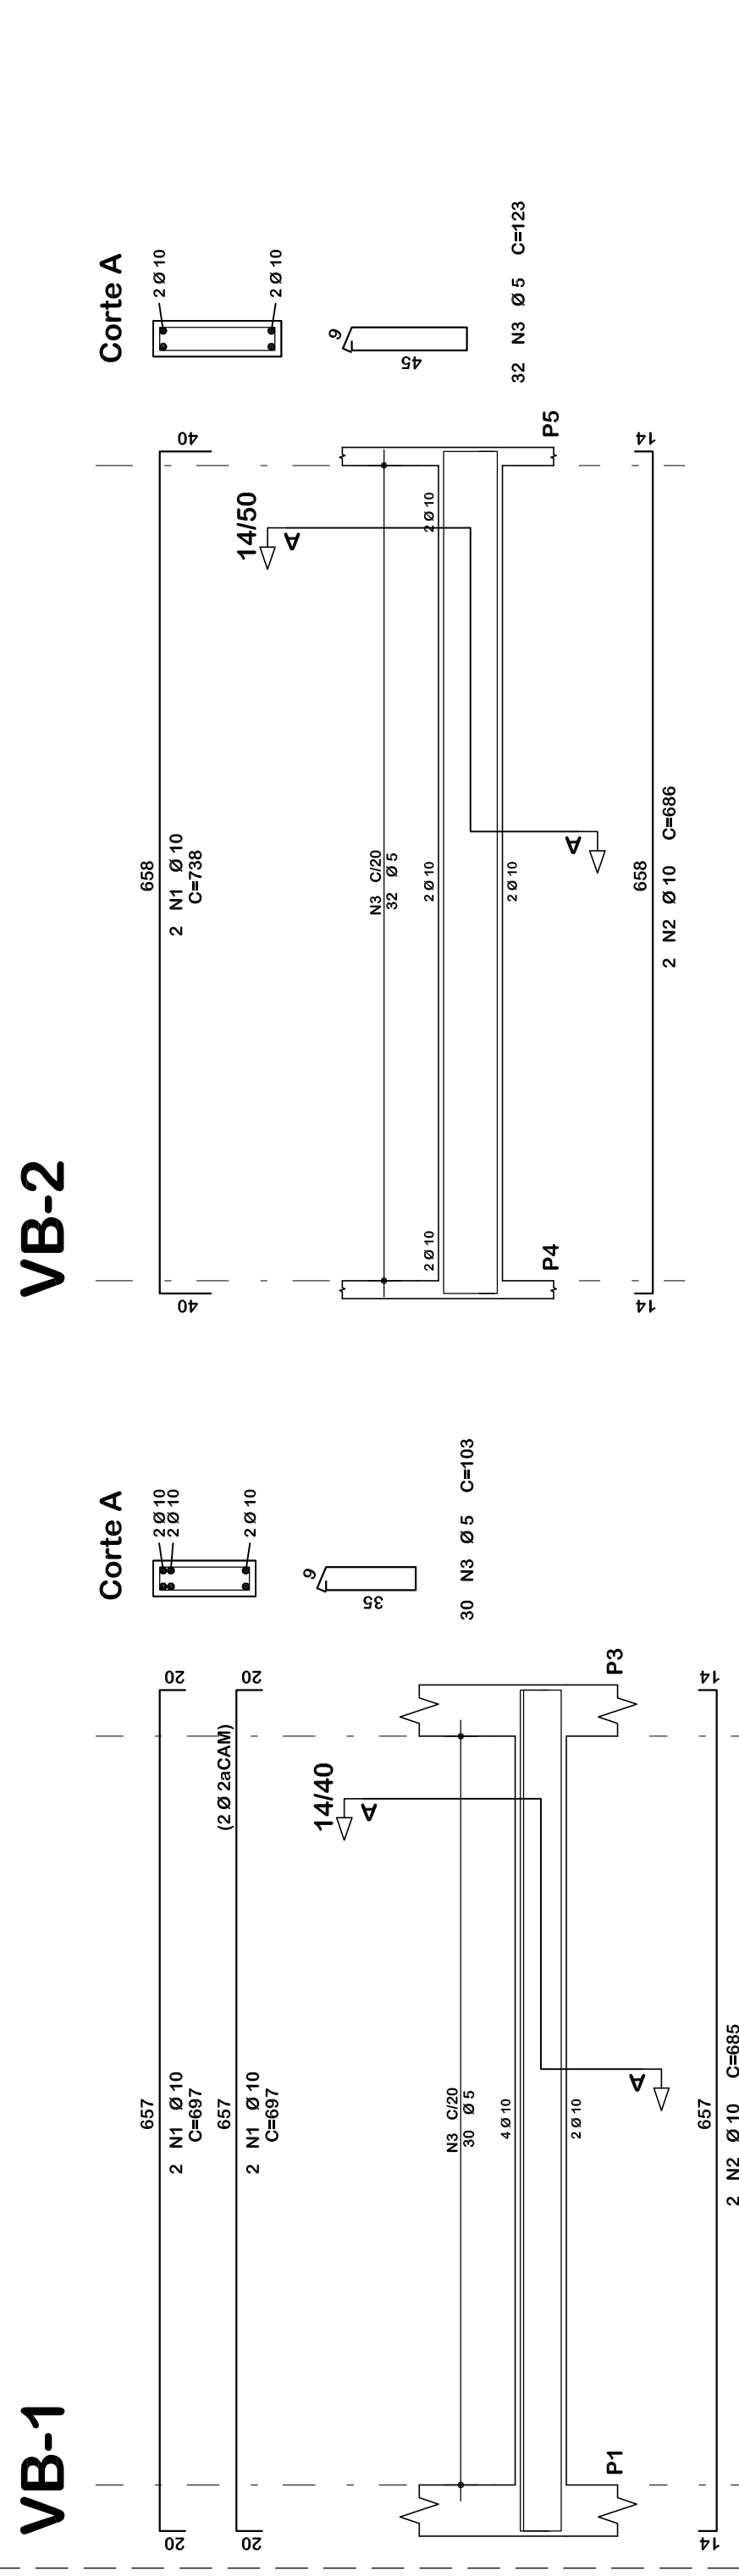 VB-1
20 657 20
2 N1 Ø 10
C=697
(2 Ø 2aCAM)
20 657 20
2 N1 Ø 10
C=697
14/40
A
N3 C/20
30 Ø 5
4 Ø 10
2 Ø 10
P1
P3
A
14 657 14
2 N2 Ø 10 C=685
Corte A
2 Ø 10
2 Ø 10
2 Ø 10
9
35
30 N3 Ø 5 C=103
VB-2
40 658 40
2 N1 Ø 10
C=738
14/50
A
N3 C/20
32 Ø 5
2 Ø 10 2 Ø 10 2 Ø 10
2 Ø 10
P4
P5
A
14 658 14
2 N2 Ø 10 C=686
Corte A
2 Ø 10
2 Ø 10
9
45
32 N3 Ø 5 C=123